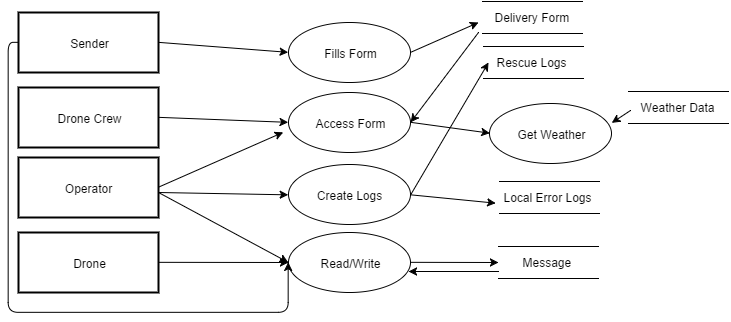 Sender
Fills Form
Delivery Form
Rescue Logs
Drone Crew
Access Form
Get Weather
Weather Data
Operator
Create Logs
Local Error Logs
Drone
Read/Write
Message